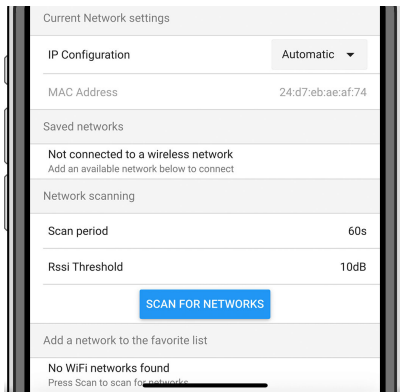 Current Network settings
IP Configuration
Automatic
MAC Address
24:d7:eb:ae:af:74
Saved networks
Not connected to a wireless network
Add an available network below to connect
Network scanning
Scan period
60s
Rssi Threshold
10dB
SCAN FOR NETWORKS
Add a network to the favorite list
No WiFi networks found
Press Scan to scan for networks